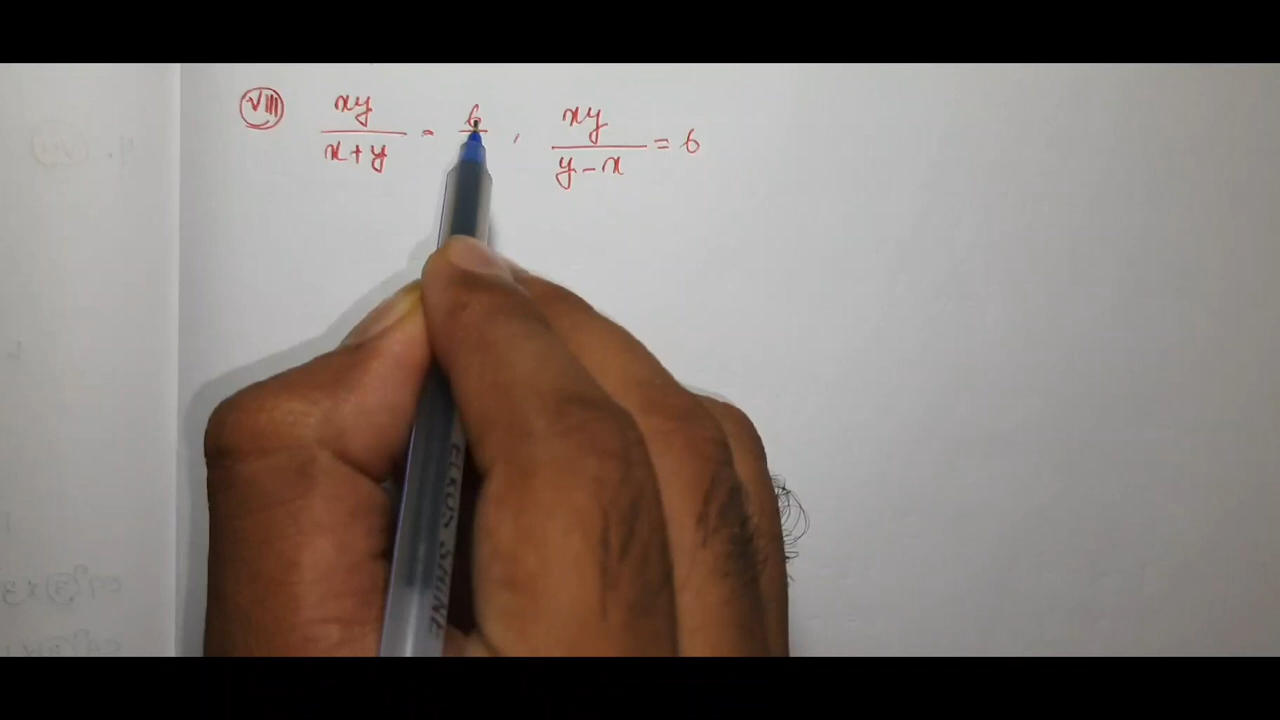 VIII xy/(x+y) = 6/ , xy/(y-x) = 6
ELKOS SHINE